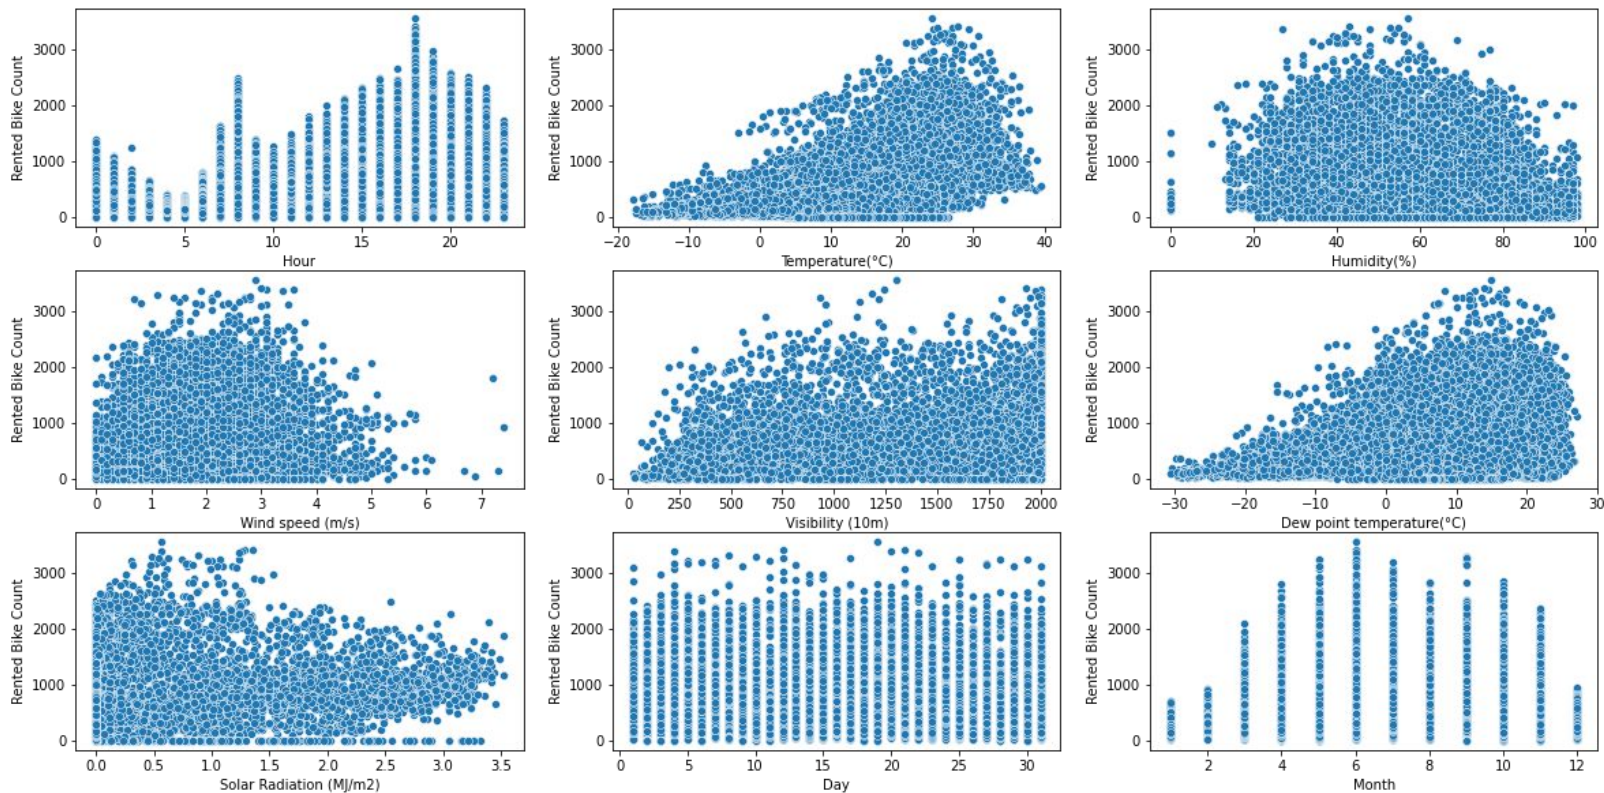 Rented Bike Count
3000
2000
1000
0
0 5 10 15 20
Hour
Rented Bike Count
3000
2000
1000
0
−20 −10 0 10 20 30 40
Temperature(°C)
Rented Bike Count
3000
2000
1000
0
0 20 40 60 80 100
Humidity(%)
Rented Bike Count
3000
2000
1000
0
0 1 2 3 4 5 6 7
Wind speed (m/s)
Rented Bike Count
3000
2000
1000
0
0 250 500 750 1000 1250 1500 1750 2000
Visibility (10m)
Rented Bike Count
3000
2000
1000
0
−30 −20 −10 0 10 20 30
Dew point temperature(°C)
Rented Bike Count
3000
2000
1000
0
0.0 0.5 1.0 1.5 2.0 2.5 3.0 3.5
Solar Radiation (MJ/m2)
Rented Bike Count
3000
2000
1000
0
0 5 10 15 20 25 30
Day
Rented Bike Count
3000
2000
1000
0
2 4 6 8 10 12
Month